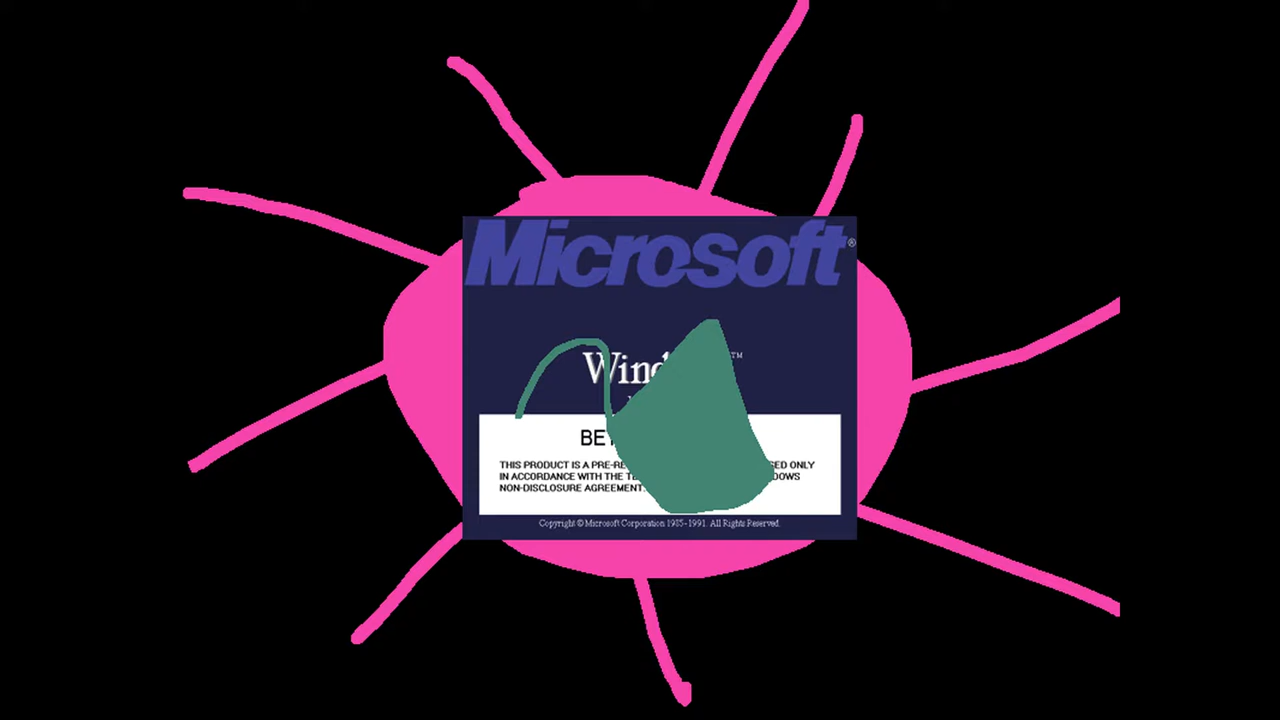 Microsoft®
Wind ™
BE
THIS PRODUCT IS A PRE-RE SED ONLY
IN ACCORDANCE WITH THE TE DOWS
NON-DISCLOSURE AGREEMENT.
Copyright © Microsoft Corporation 1985-1991. All Rights Reserved.